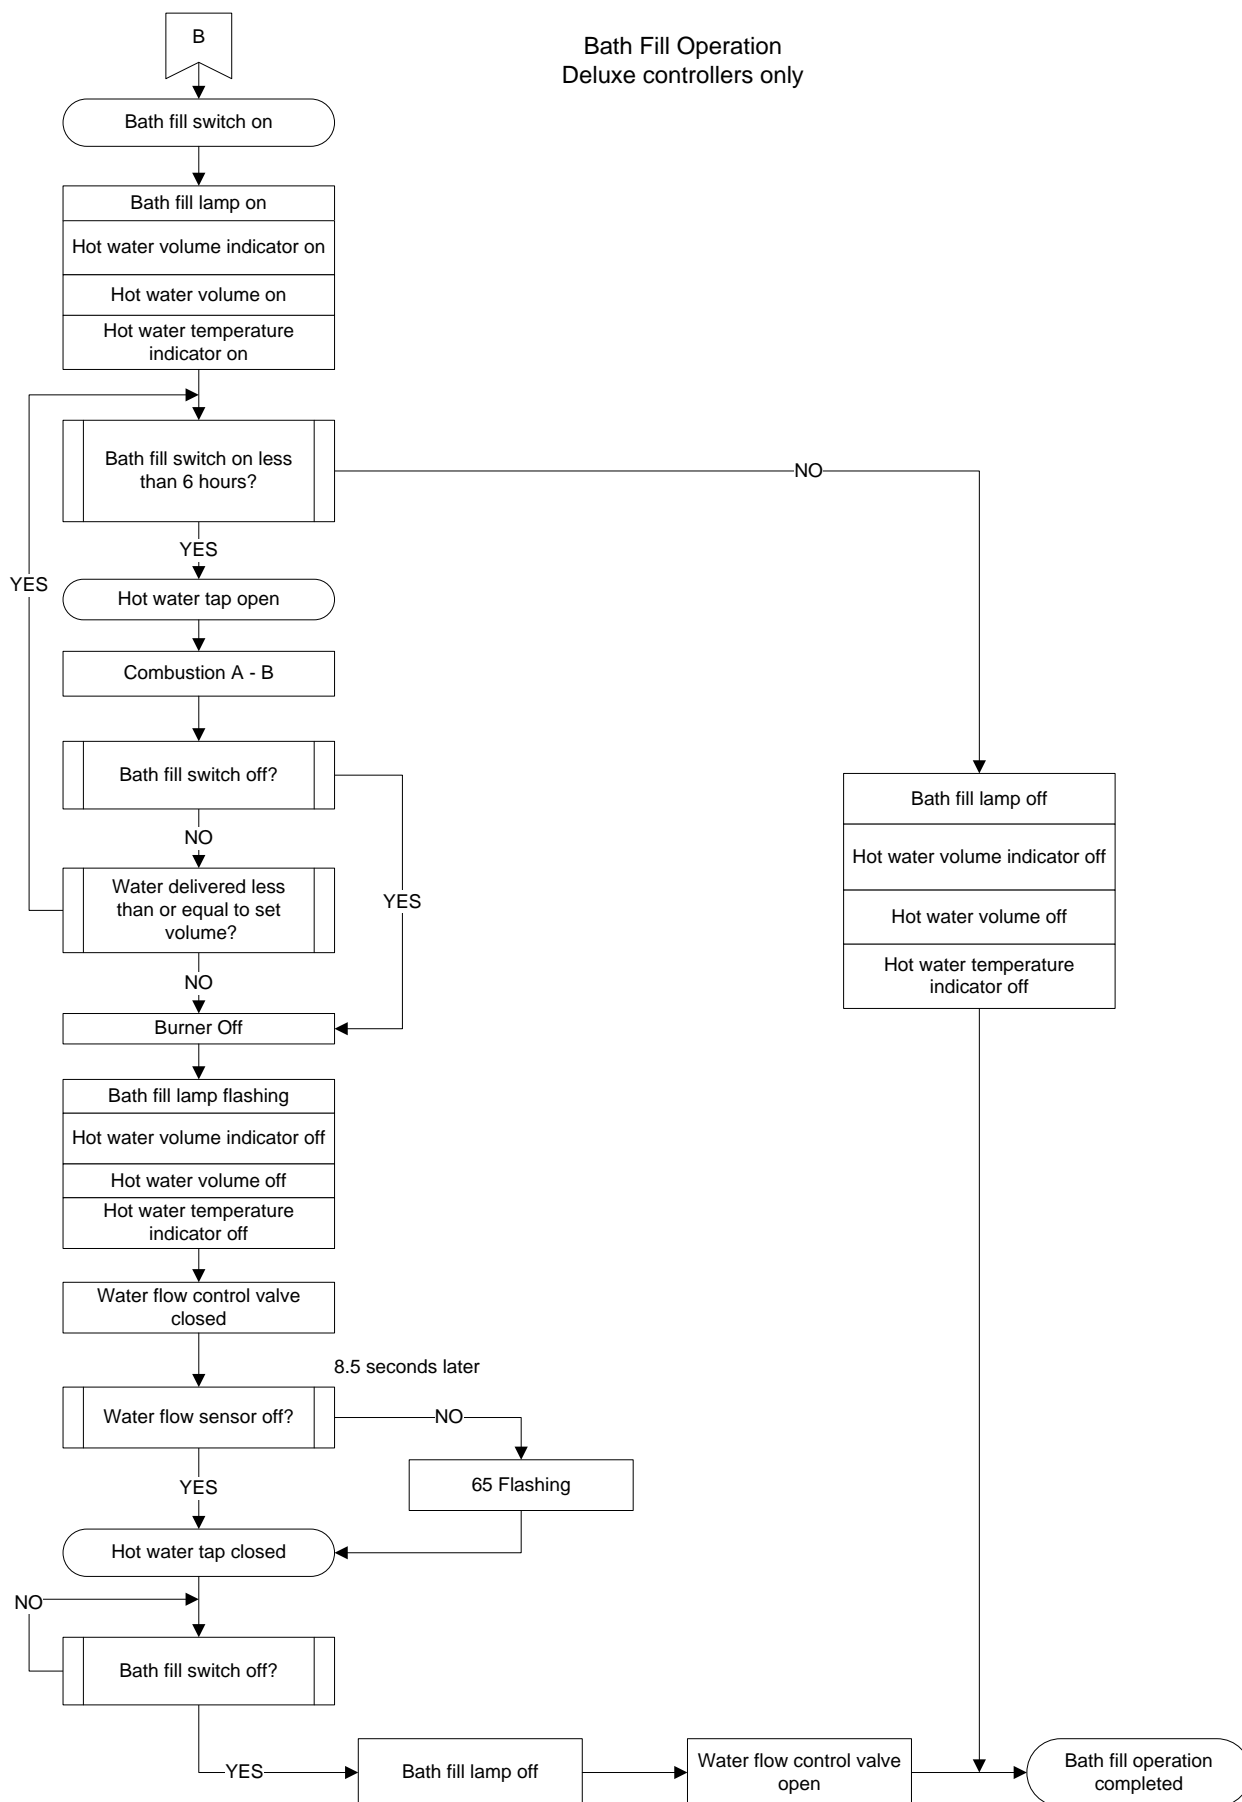 B
Bath Fill Operation
Deluxe controllers only
Bath fill switch on
Bath fill lamp on
Hot water volume indicator on
Hot water volume on
Hot water temperature
indicator on
Bath fill switch on less
than 6 hours?
NO
YES
YES
Hot water tap open
Combustion A - B
Bath fill switch off?
NO
YES
Water delivered less
than or equal to set
volume?
NO
Burner Off
Bath fill lamp flashing
Hot water volume indicator off
Hot water volume off
Hot water temperature
indicator off
Water flow control valve
closed
8.5 seconds later
Water flow sensor off?
NO
65 Flashing
YES
Hot water tap closed
NO
Bath fill switch off?
YES
Bath fill lamp off
Water flow control valve
open
Bath fill lamp off
Hot water volume indicator off
Hot water volume off
Hot water temperature
indicator off
Bath fill operation
completed